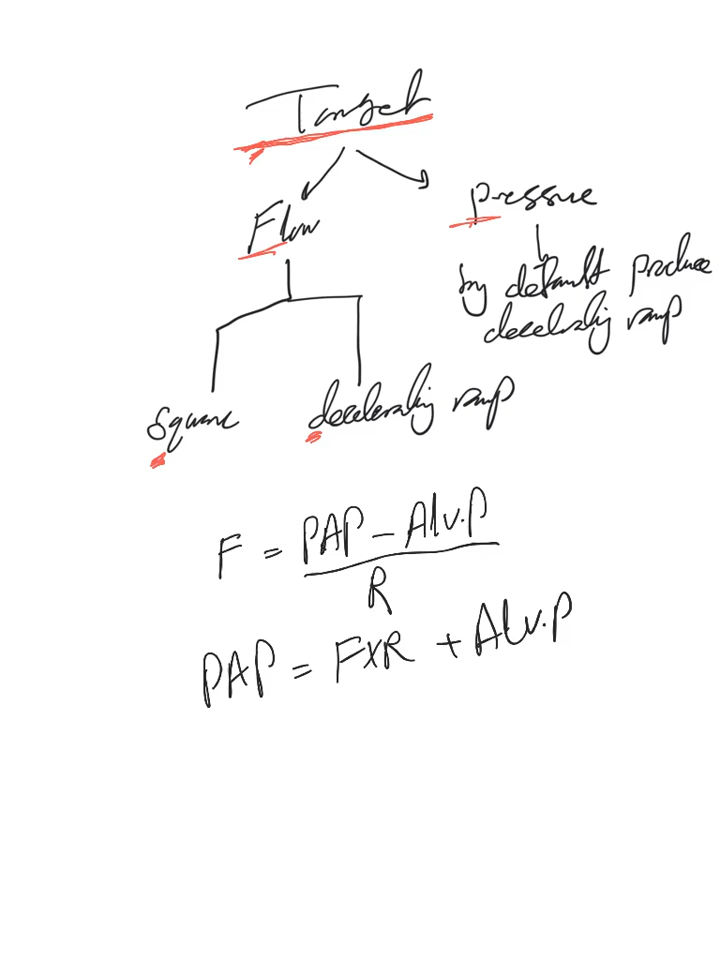 Target
Flow
pressure
by default produce
decelerating ramp
square
decelerating ramp
F = PAP - Alv.P / R
PAP = FxR + Alv.P